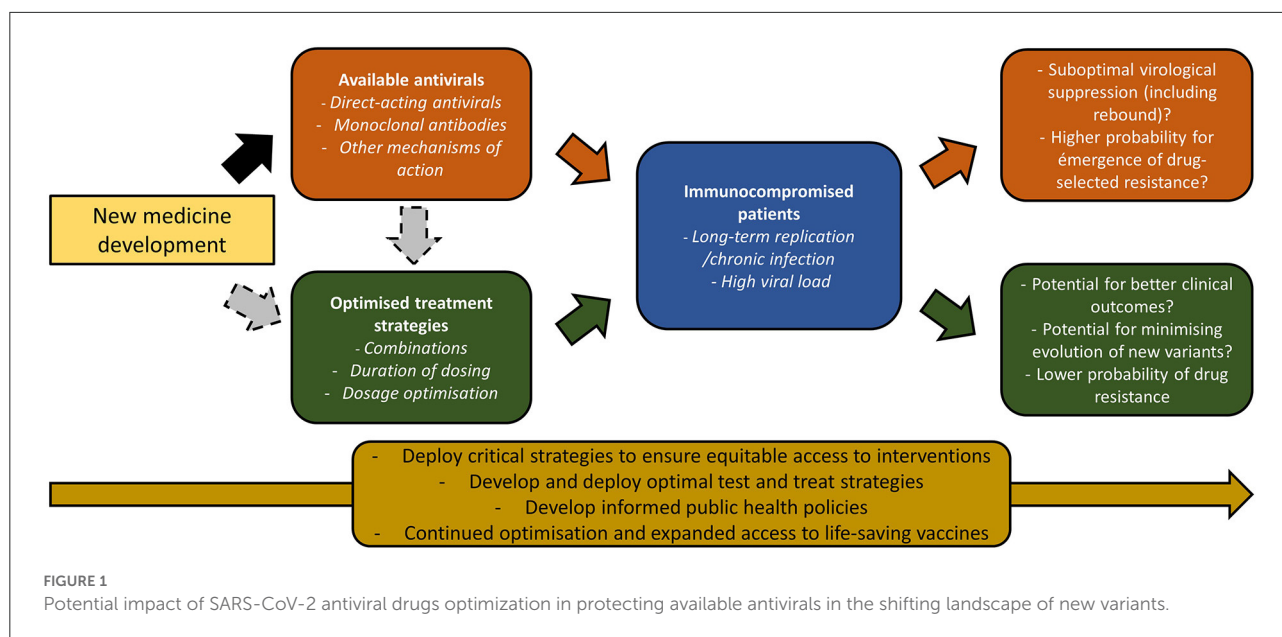 New medicine
development
Available antivirals
- Direct-acting antivirals
- Monoclonal antibodies
- Other mechanisms of
action
Optimised treatment
strategies
- Combinations
- Duration of dosing
- Dosage optimisation
Immunocompromised
patients
- Long-term replication
/chronic infection
- High viral load
- Suboptimal virological
suppression (including
rebound)?
- Higher probability for
émergence of drug-
selected resistance?
- Potential for better clinical
outcomes?
- Potential for minimising
evolution of new variants?
- Lower probability of drug
resistance
- Deploy critical strategies to ensure equitable access to interventions
- Develop and deploy optimal test and treat strategies
- Develop informed public health policies
- Continued optimisation and expanded access to life-saving vaccines
FIGURE 1
Potential impact of SARS-CoV-2 antiviral drugs optimization in protecting available antivirals in the shifting landscape of new variants.